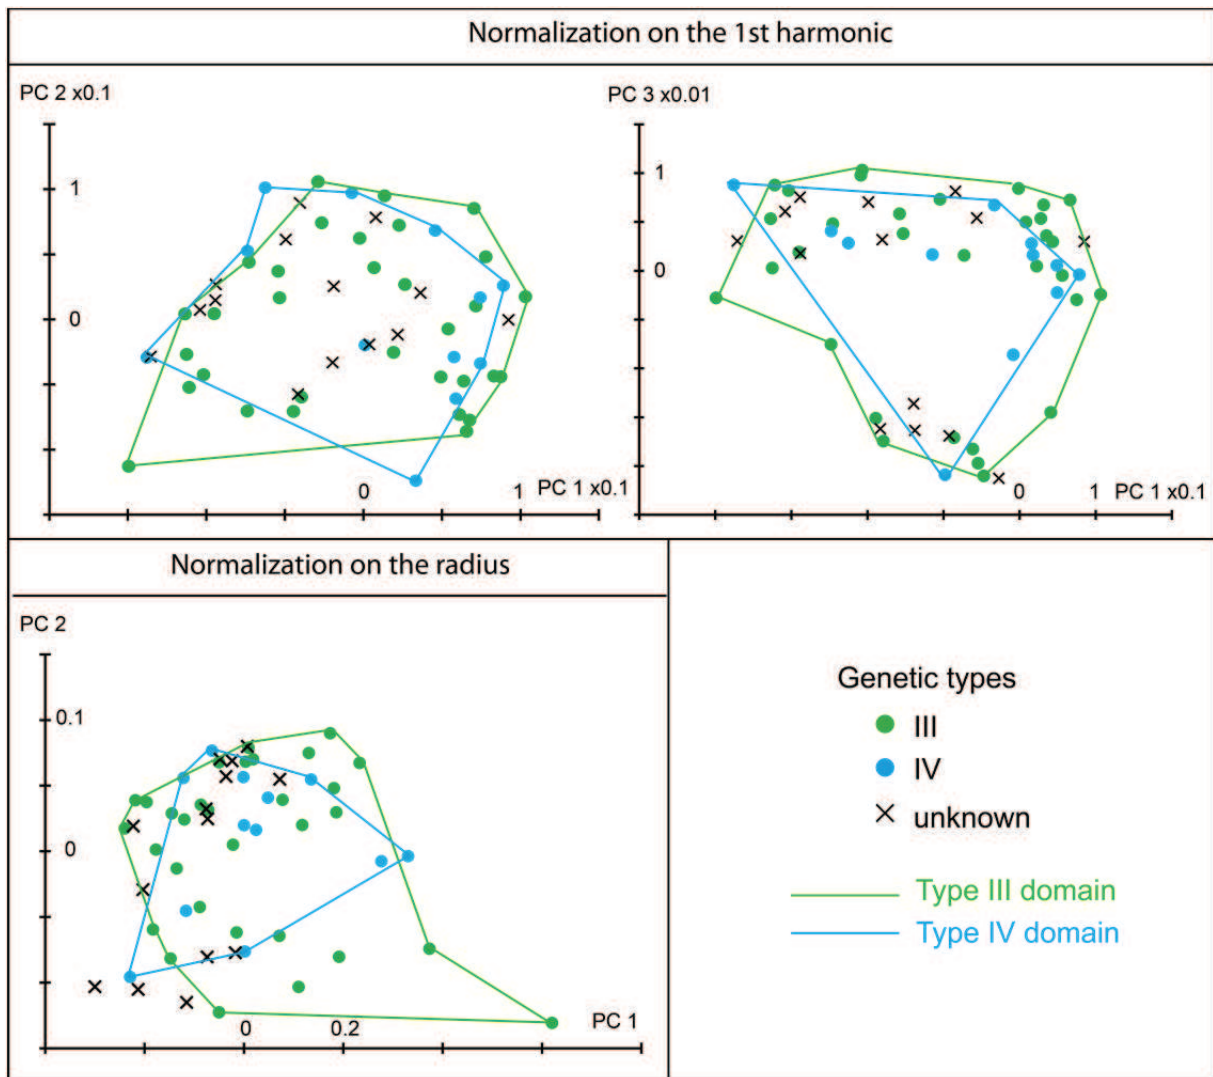 Normalization on the 1st harmonic
PC 2 x0.1
1
0
0
1
PC 1 x0.1
PC 3 x0.01
1
0
0
1
PC 1 x0.1
Normalization on the radius
PC 2
0.1
0
0
0.2
PC 1
Genetic types
III
IV
unknown
Type III domain
Type IV domain